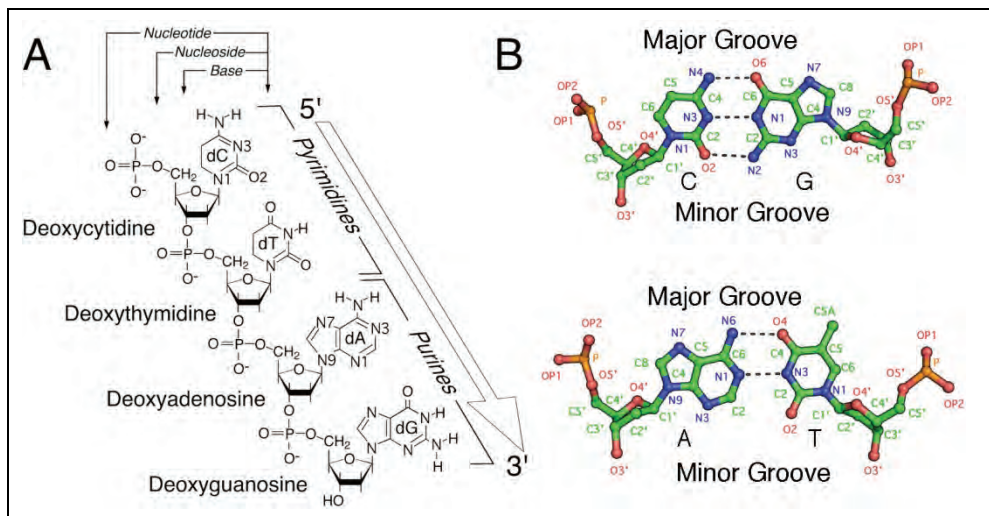 A
Nucleotide
Nucleoside
Base
5'
Pyrimidines
Purines
3'
H H
N
dC
N3
N1
O2
O-
O=P-O
O-
CH2
O
Deoxycytidine
O
N-H
dT
N
O
O
O=P-O
O-
CH2
O
Deoxythymidine
H H
N
N7
dA
N3
N9
N1
O
O=P-O
O-
CH2
O
Deoxyadenosine
O
N
dG
N-H
N
N
N-H
H
O
O=P-O
O-
CH2
O
HO
Deoxyguanosine
B
Major Groove
N4 O6 N7
C5 C4 C6 C5 C8
C6 N3 N1 C4 N9
N1 C2 C2 N3
O2 N2
OP2 P OP1 O5' C5' C4' O4' C3' C2' C1' O3'
OP1 P OP2 O5' C5' C4' O4' C3' C2' C1' O3'
C G
Minor Groove
Major Groove
N6 O4 C5A
N7 C5 C6 C4 C5
C8 C4 N1 N3 C6
N9 N3 C2 C2 N1
O2
OP2 P OP1 O5' C5' C4' O4' C3' C2' C1' O3'
OP1 P OP2 O5' C5' C4' O4' C3' C2' C1' O3'
A T
Minor Groove